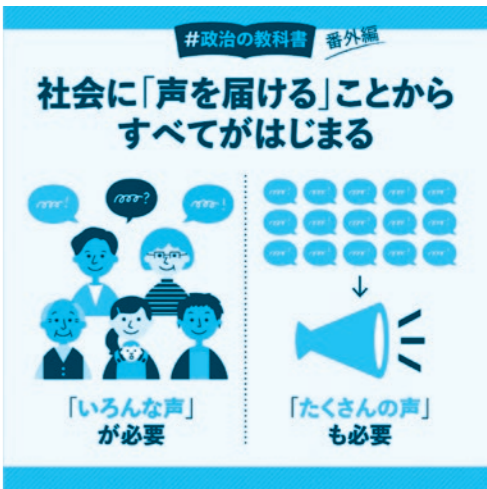 #政治の教科書 番外編
社会に「声を届ける」ことから
すべてがはじまる
「いろんな声」
が必要
「たくさんの声」
も必要